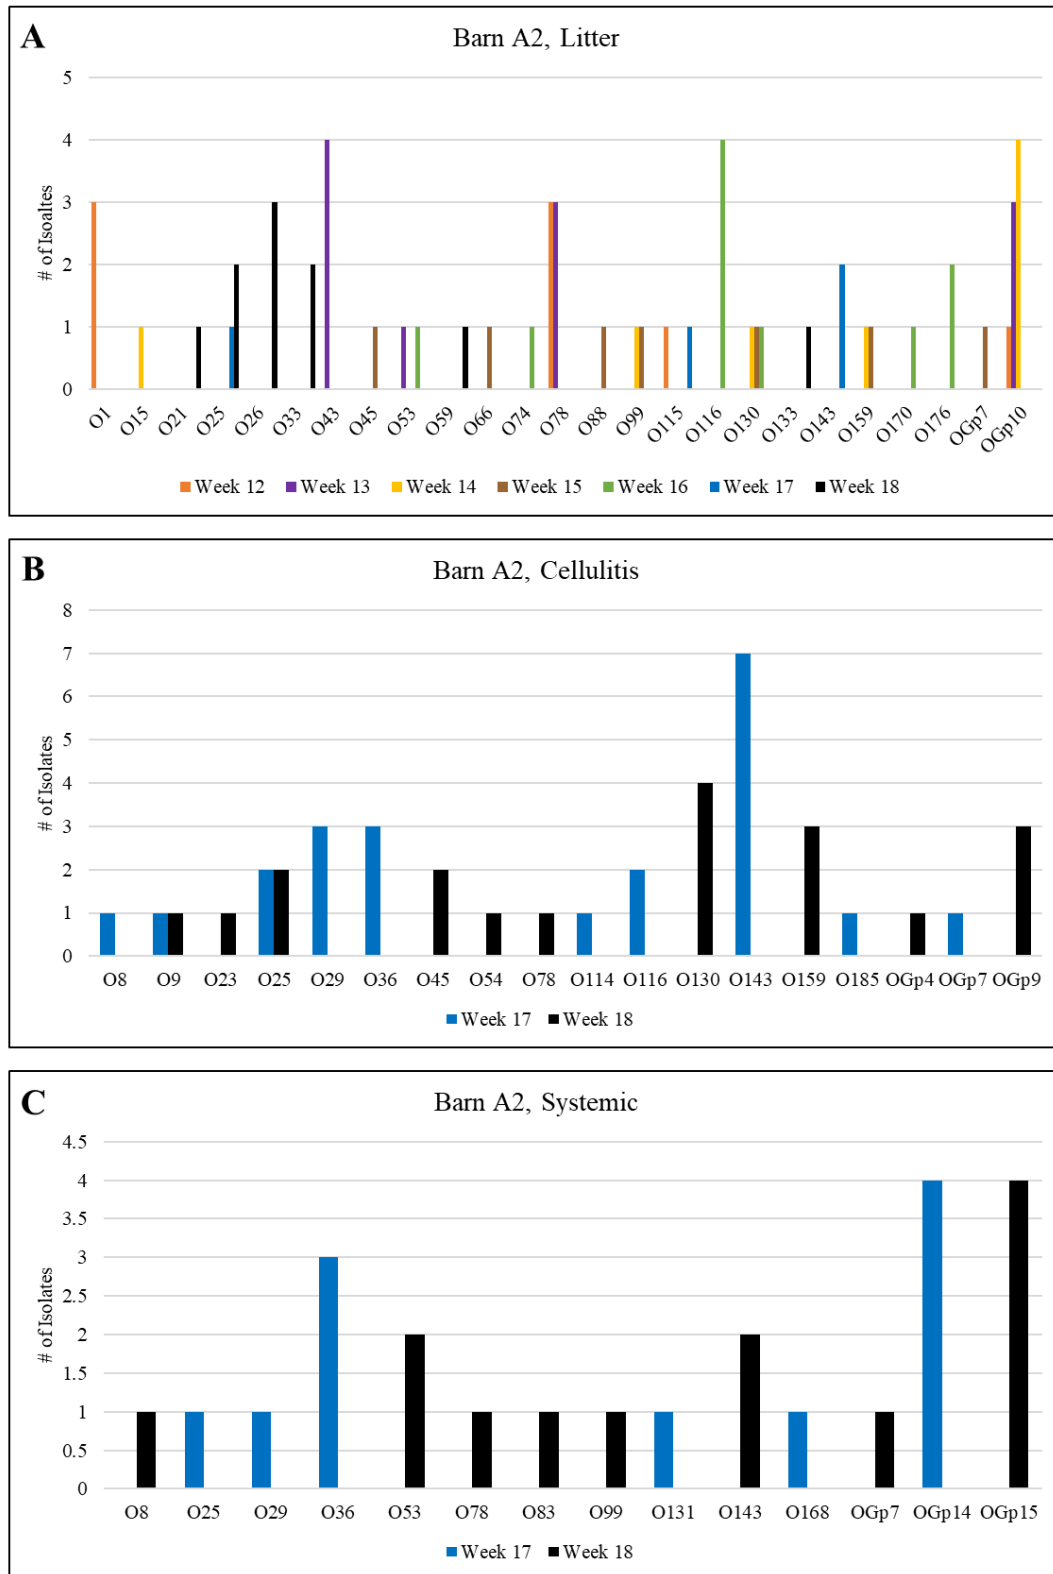 A
Barn A2, Litter
# of Isoaltes
5
4
3
2
1
0
O1 O15 O21 O25 O26 O33 O43 O45 O53 O59 O66 O74 O78 O88 O99 O115 O116 O130 O133 O143 O159 O170 O176 OGp7 OGp10
Week 12 Week 13 Week 14 Week 15 Week 16 Week 17 Week 18
B
Barn A2, Cellulitis
# of Isolates
8
7
6
5
4
3
2
1
0
O8 O9 O23 O25 O29 O36 O45 O54 O78 O114 O116 O130 O143 O159 O185 OGp4 OGp7 OGp9
Week 17 Week 18
C
Barn A2, Systemic
# of Isolates
4.5
4
3.5
3
2.5
2
1.5
1
0.5
0
O8 O25 O29 O36 O53 O78 O83 O99 O131 O143 O168 OGp7 OGp14 OGp15
Week 17 Week 18